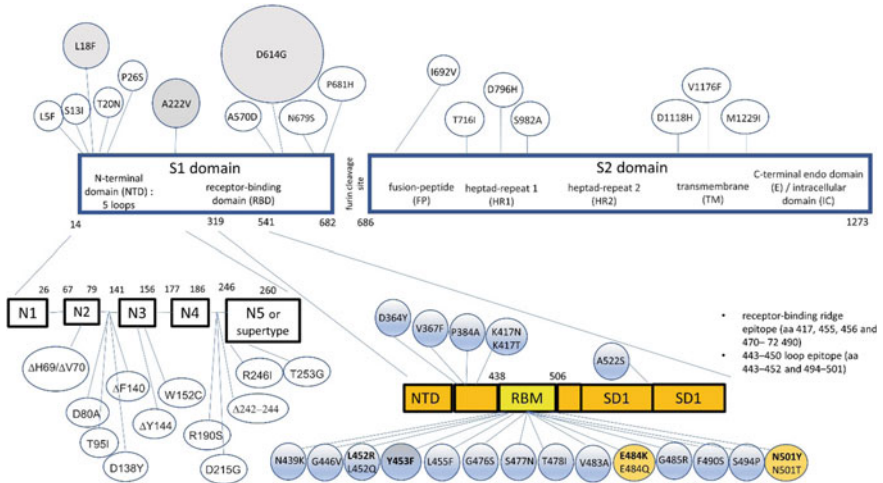 L18F
D614G
P26S
I692V
V1176F
L5F
S13I
T20N
A222V
P681H
D796H
A570D
N679S
T716I
S982A
D1118H
M1229I
S1 domain
N-terminal
domain (NTD) :
5 loops
receptor-binding
domain (RBD)
furin cleavage
site
S2 domain
fusion-peptide
(FP)
heptad-repeat 1
(HR1)
heptad-repeat 2
(HR2)
transmembrane
(TM)
C-terminal endo domain
(E) / intracellular
domain (IC)
14
319
541
682
686
1273
26
67
79
141
156
177
186
246
260
N1
N2
N3
N4
N5 or
supertype
ΔH69/ΔV70
ΔF140
W152C
R246I
T253G
D80A
ΔY144
Δ242–244
T95I
R190S
D138Y
D215G
D364Y
V367F
P384A
K417N
K417T
A522S
438
506
NTD
RBM
SD1
SD1
N439K
G446V
L452R
L452Q
Y453F
L455F
G476S
S477N
T478I
V483A
E484K
E484Q
G485R
F490S
S494P
N501Y
N501T
• receptor-binding ridge
epitope (aa 417, 455, 456 and
470– 72 490)
• 443–450 loop epitope (aa
443–452 and 494–501)